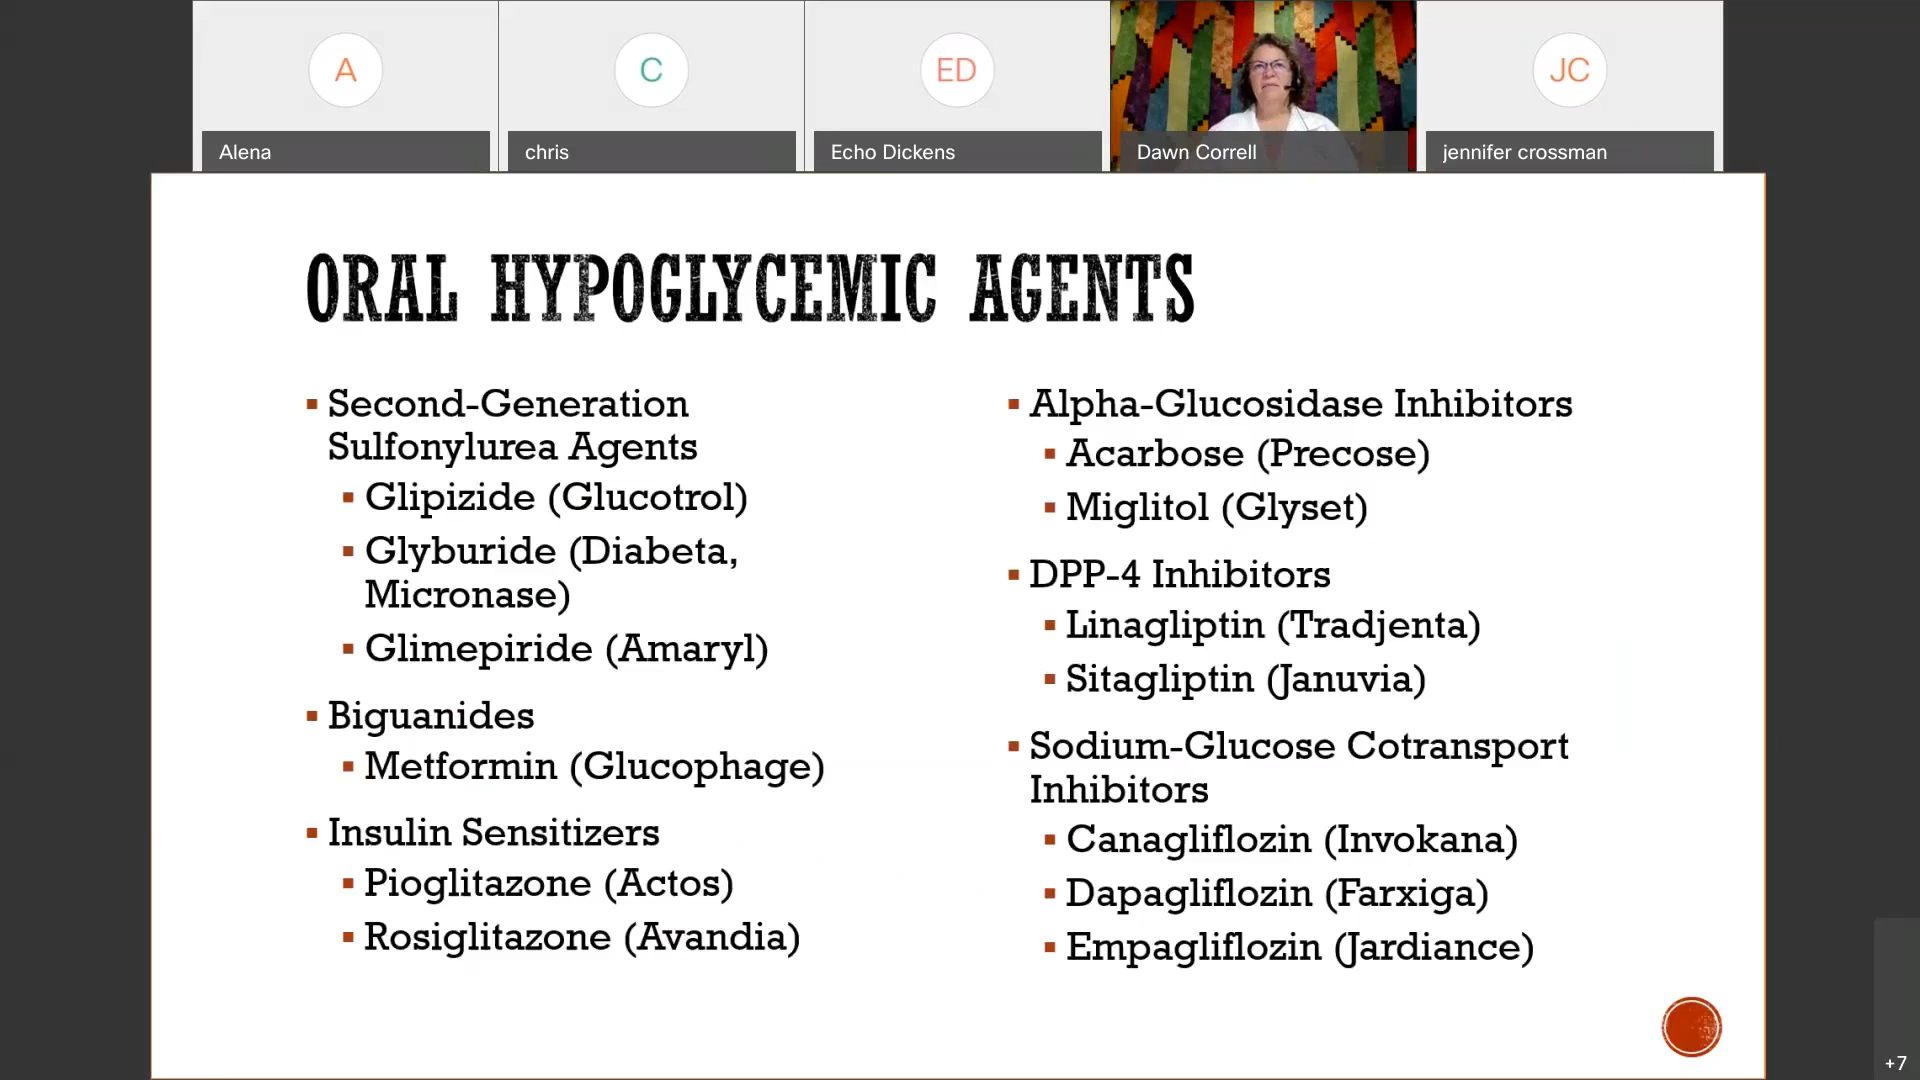 A
C
ED
JC
Alena
chris
Echo Dickens
Dawn Correll
jennifer crossman
ORAL HYPOGLYCEMIC AGENTS
Second-Generation
Sulfonylurea Agents
Glipizide (Glucotrol)
Glyburide (Diabeta,
Micronase)
Glimepiride (Amaryl)
Biguanides
Metformin (Glucophage)
Insulin Sensitizers
Pioglitazone (Actos)
Rosiglitazone (Avandia)
Alpha-Glucosidase Inhibitors
Acarbose (Precose)
Miglitol (Glyset)
DPP-4 Inhibitors
Linagliptin (Tradjenta)
Sitagliptin (Januvia)
Sodium-Glucose Cotransport
Inhibitors
Canagliflozin (Invokana)
Dapagliflozin (Farxiga)
Empagliflozin (Jardiance)
+7